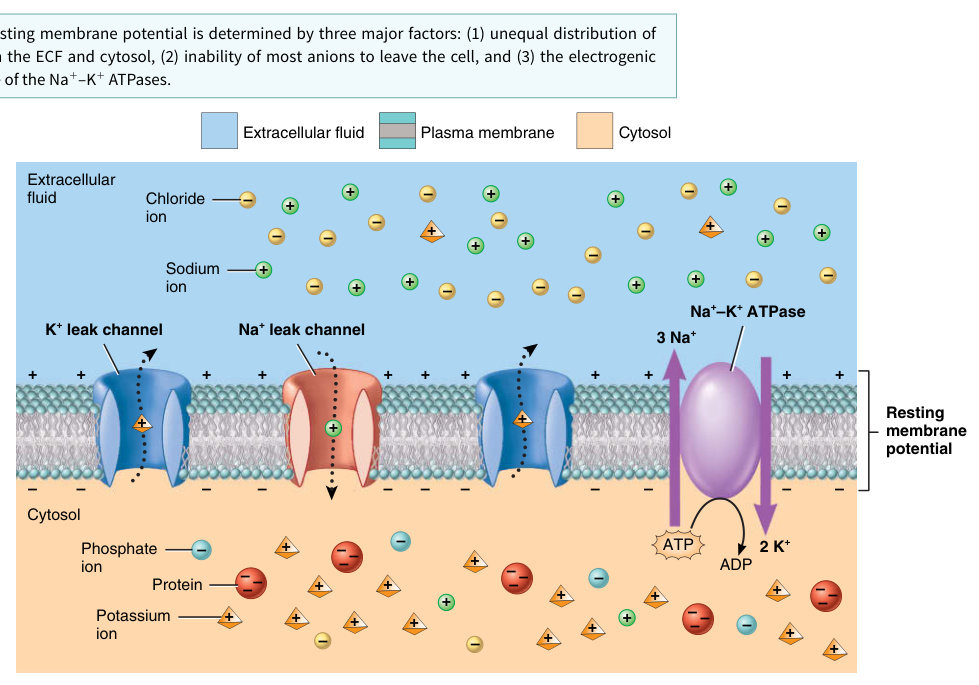 sting membrane potential is determined by three major factors: (1) unequal distribution of
the ECF and cytosol, (2) inability of most anions to leave the cell, and (3) the electrogenic
of the Na⁺–K⁺ ATPases.
Extracellular fluid
Plasma membrane
Cytosol
Extracellular
fluid
Chloride
ion
Sodium
ion
Na⁺–K⁺ ATPase
K⁺ leak channel
Na⁺ leak channel
3 Na⁺
+ + + + + + + + + + +
Resting
membrane
potential
– – – – – – – – – – –
Cytosol
Phosphate
ion
ATP
2 K⁺
ADP
Protein
Potassium
ion